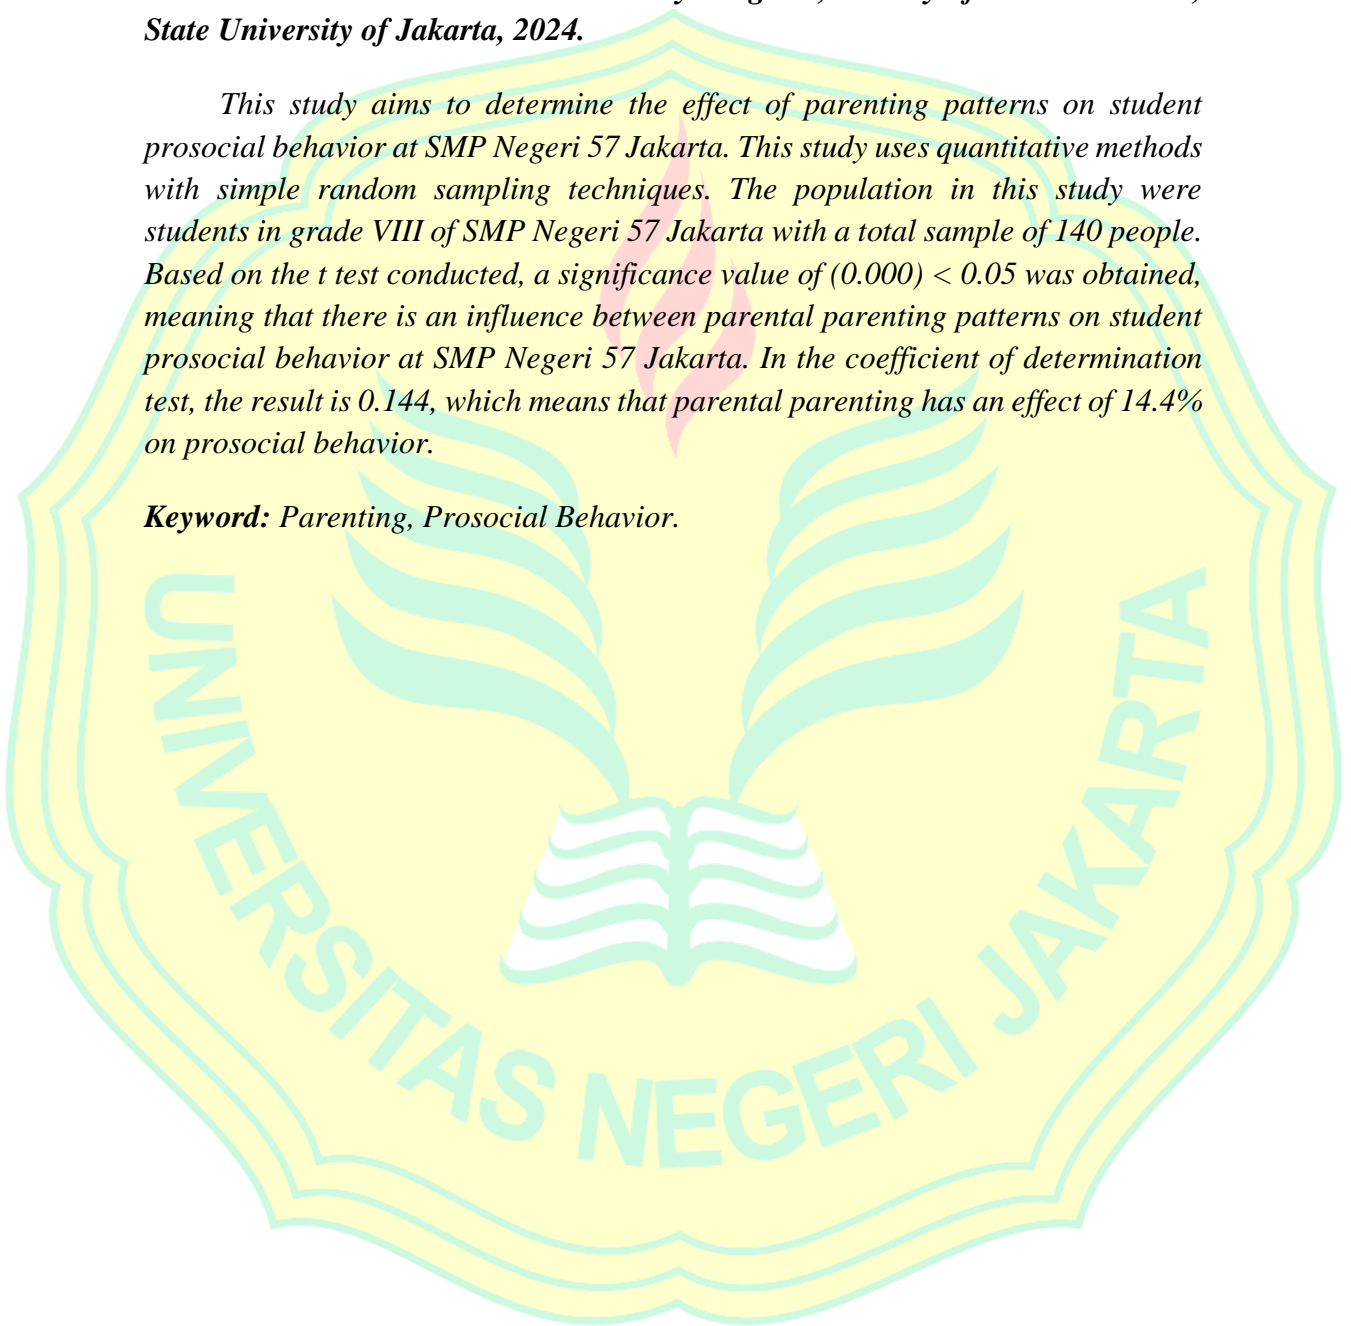 State University of Jakarta, 2024.
This study aims to determine the effect of parenting patterns on student
prosocial behavior at SMP Negeri 57 Jakarta. This study uses quantitative methods
with simple random sampling techniques. The population in this study were
students in grade VIII of SMP Negeri 57 Jakarta with a total sample of 140 people.
Based on the t test conducted, a significance value of (0.000) < 0.05 was obtained,
meaning that there is an influence between parental parenting patterns on student
prosocial behavior at SMP Negeri 57 Jakarta. In the coefficient of determination
test, the result is 0.144, which means that parental parenting has an effect of 14.4%
on prosocial behavior.
Keyword: Parenting, Prosocial Behavior.
UNIVERSITAS NEGERI JAKARTA